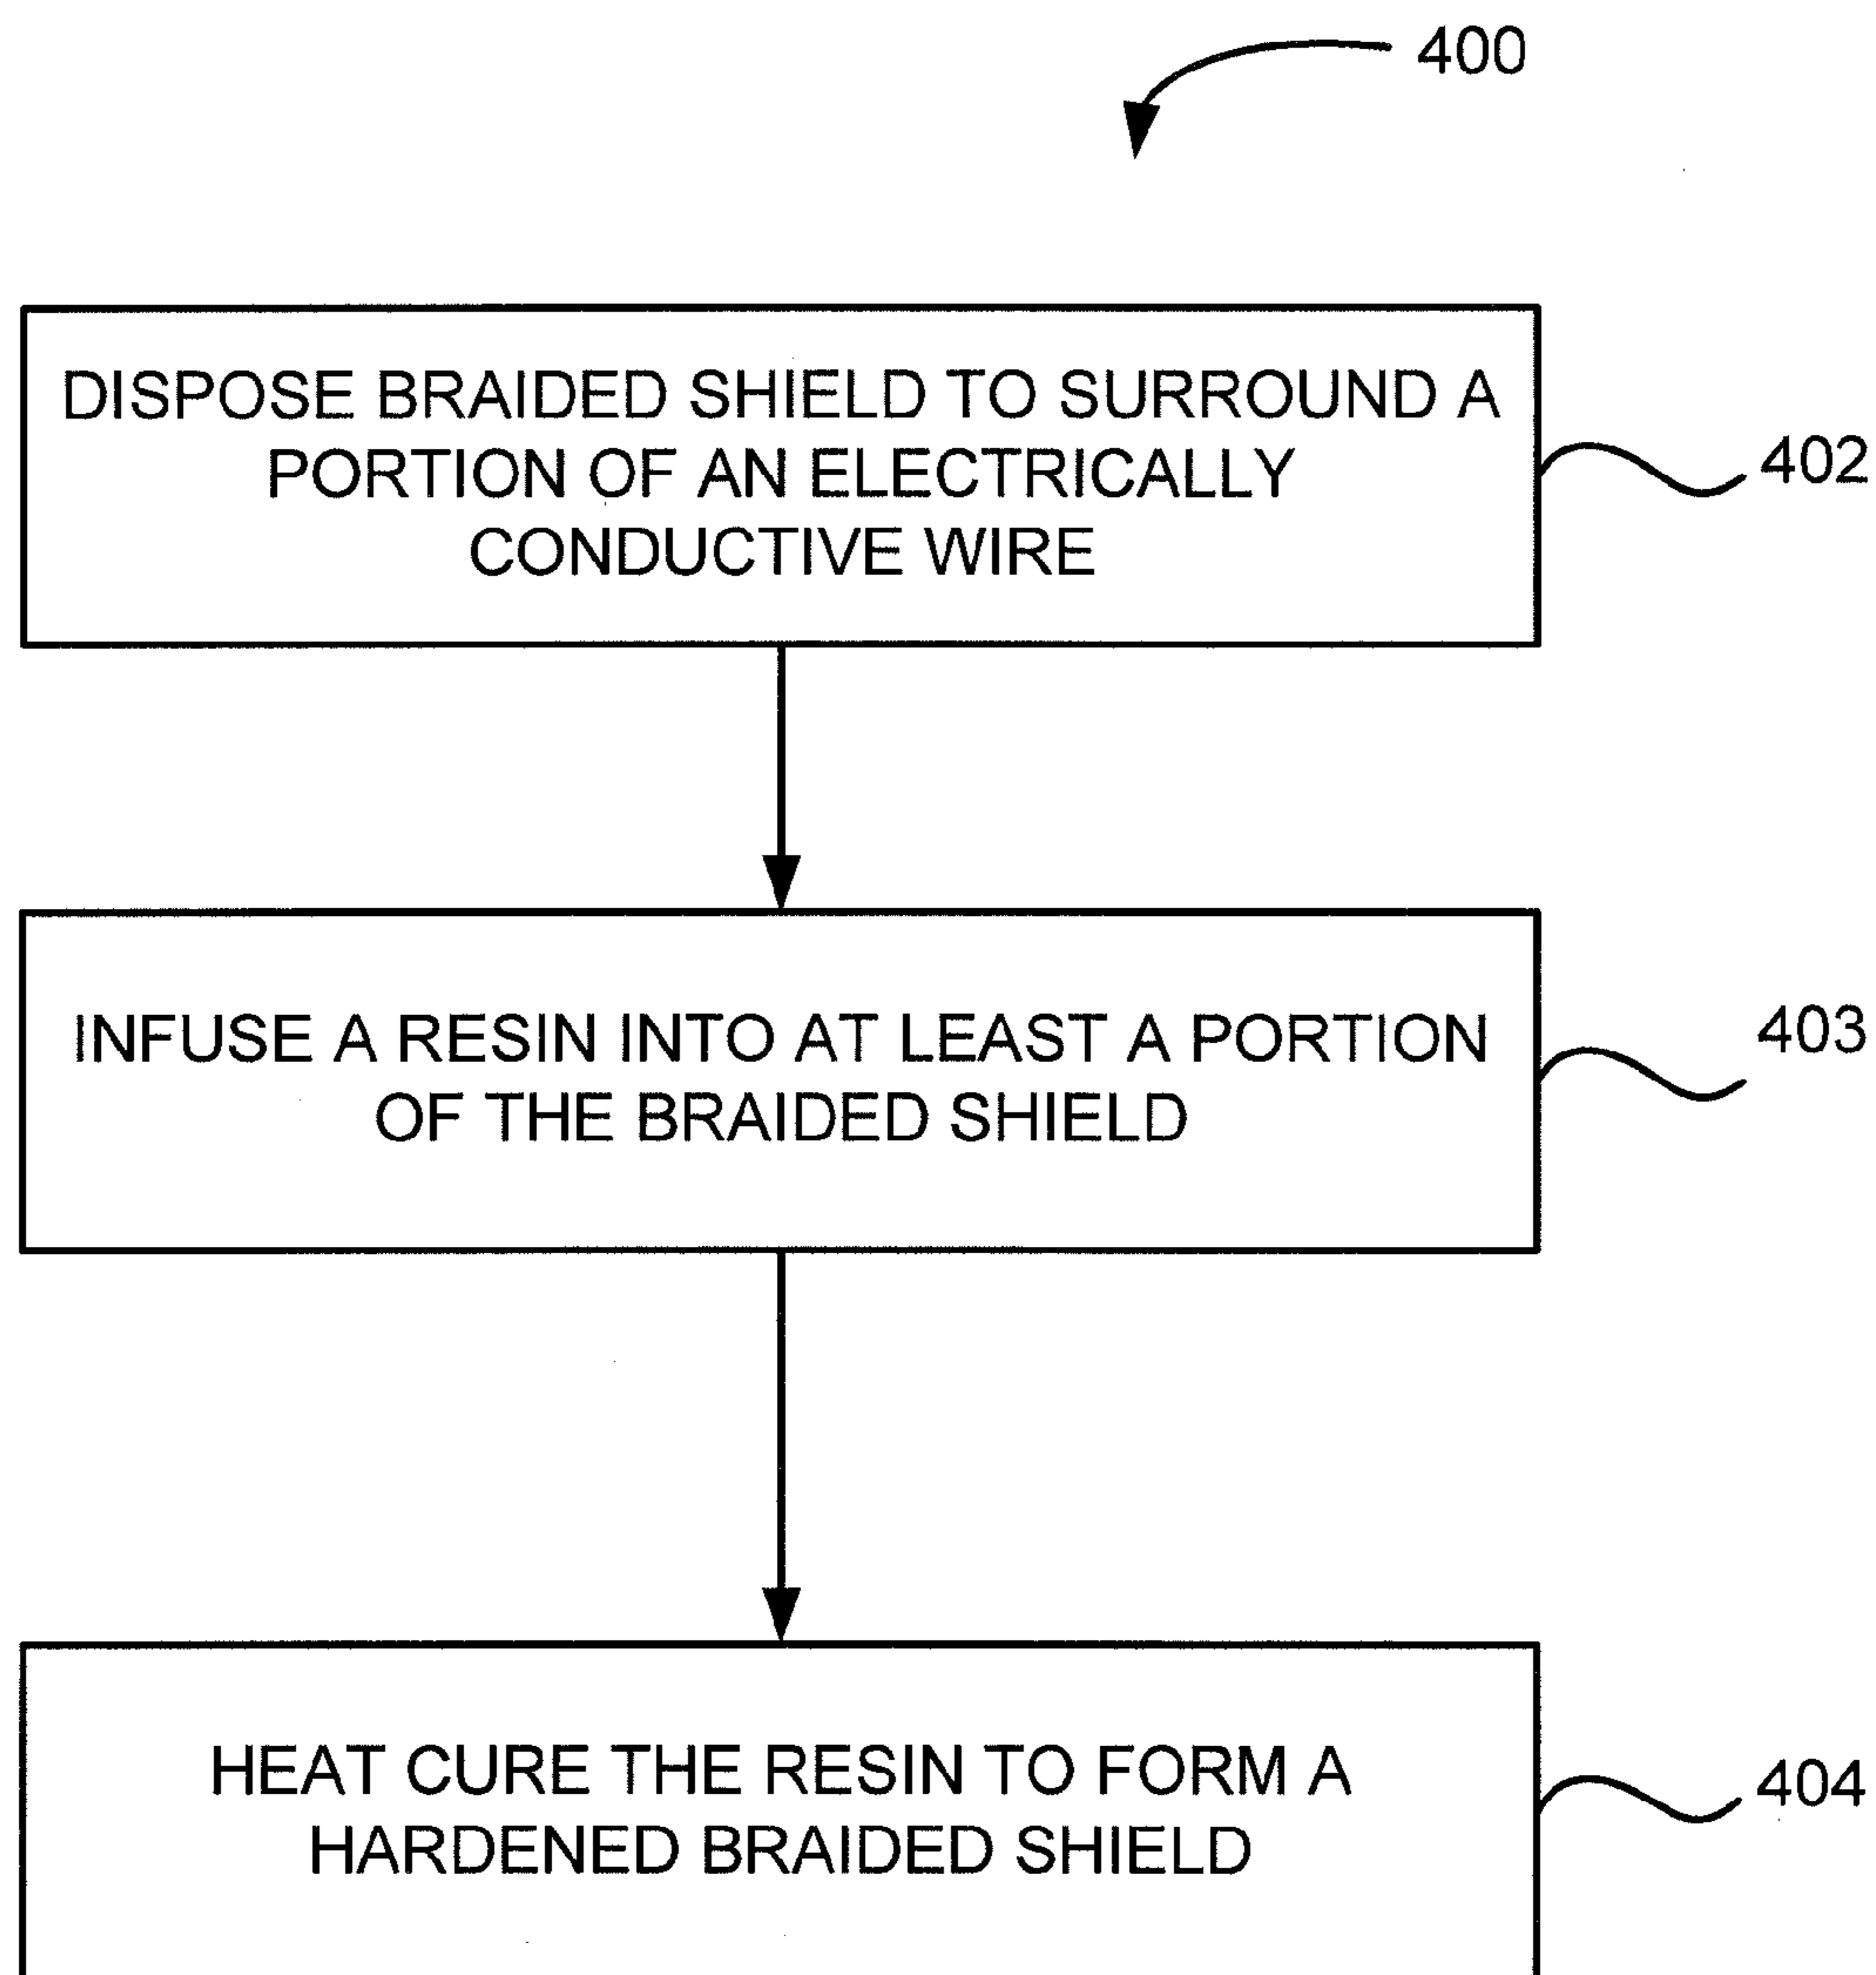 400
DISPOSE BRAIDED SHIELD TO SURROUND A
PORTION OF AN ELECTRICALLY
CONDUCTIVE WIRE
402
INFUSE A RESIN INTO AT LEAST A PORTION
OF THE BRAIDED SHIELD
403
HEAT CURE THE RESIN TO FORM A
HARDENED BRAIDED SHIELD
404